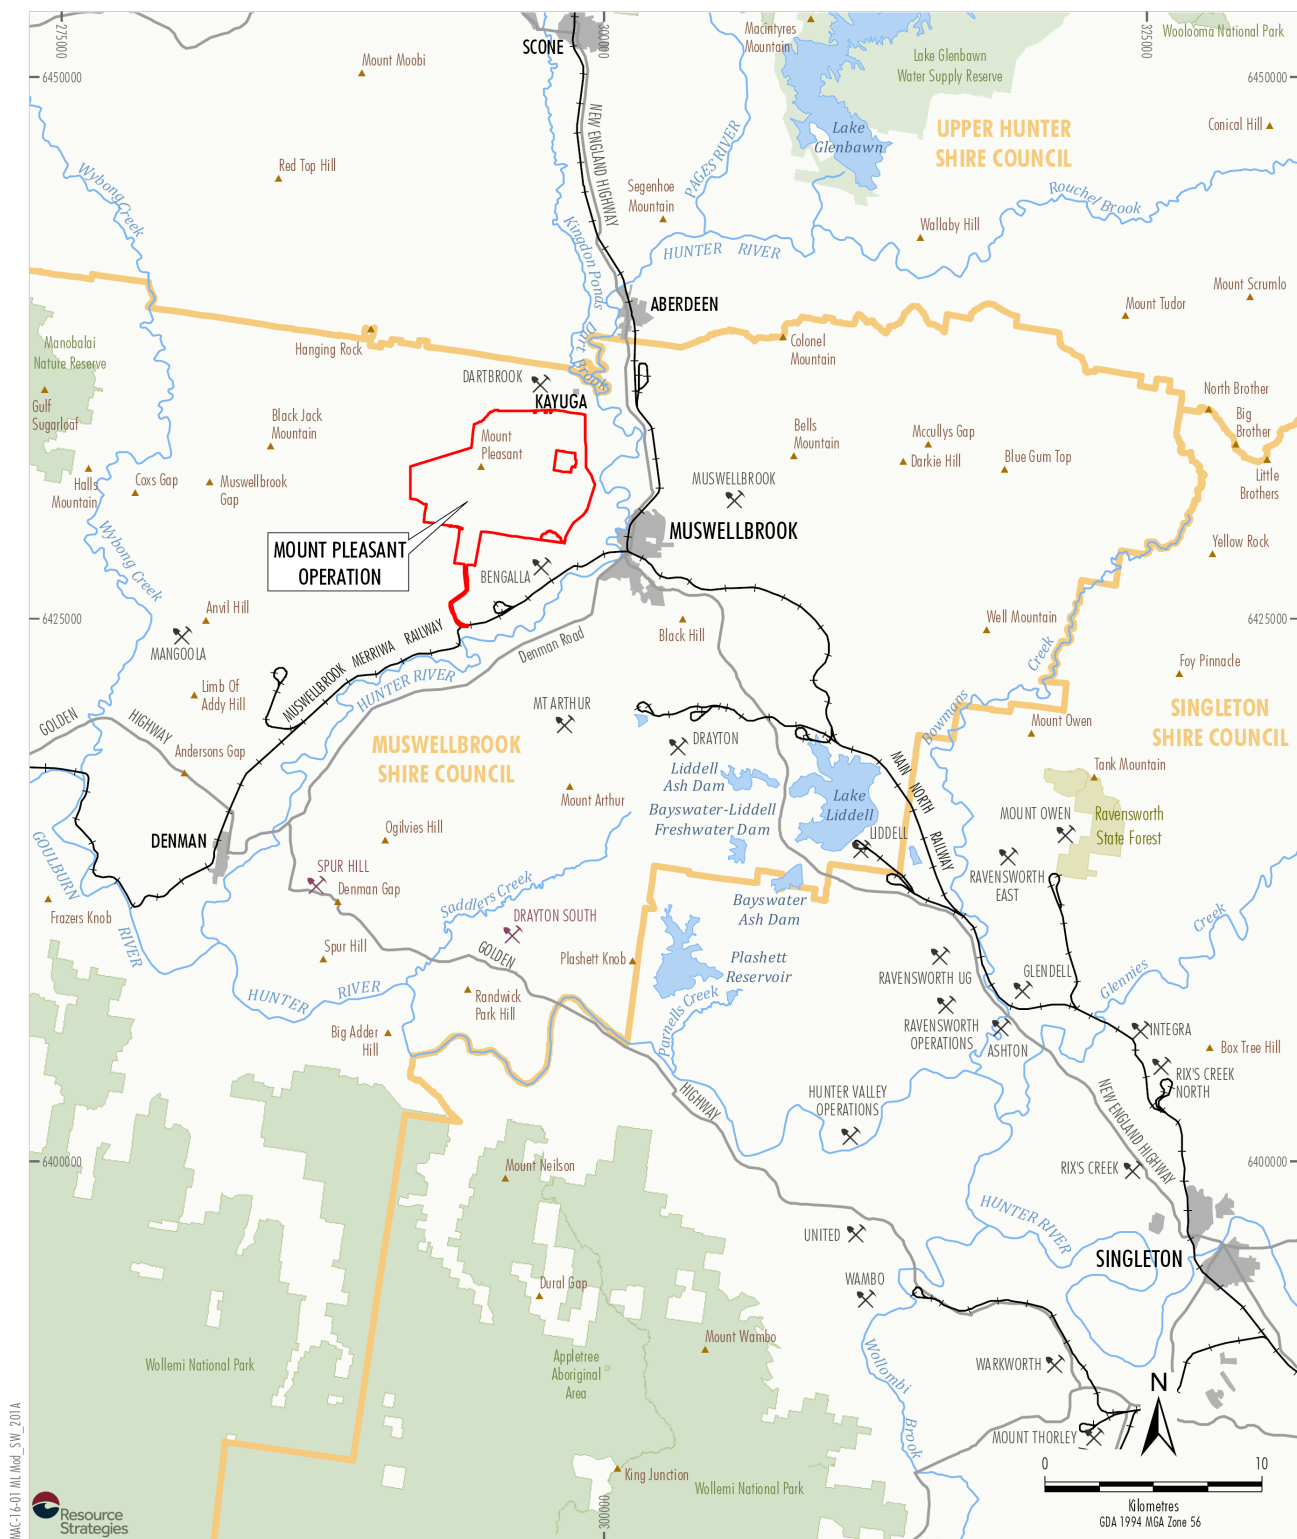 275000
300000
325000
Macintyres
Mountain
Woolooma National Park
SCONE
Mount Moobi
Lake Glenbawn
Water Supply Reserve
6450000
6450000
NEW ENGLAND HIGHWAY
PAGES RIVER
Lake
Glenbawn
UPPER HUNTER
SHIRE COUNCIL
Conical Hill
Red Top Hill
Wybong Creek
Segenhoe
Mountain
Rouchel Brook
Kingdon Ponds
Wallaby Hill
HUNTER RIVER
Mount Scrumlo
Mount Tudor
ABERDEEN
Manobalai
Nature Reserve
Hanging Rock
Dart Brook
Colonel
Mountain
DARTBROOK
KAYUGA
North Brother
Big
Brother
Gulf
Sugarloaf
Black Jack
Mountain
Mount
Pleasant
Bells
Mountain
Mccullys Gap
Darkie Hill
Blue Gum Top
Little
Brothers
Halls
Mountain
Coxs Gap
Muswellbrook
Gap
MUSWELLBROOK
MUSWELLBROOK
Wybong Creek
MOUNT PLEASANT
OPERATION
BENGALLA
Yellow Rock
Anvil Hill
6425000
6425000
MANGOOLA
MUSWELLBROOK MERRIWA RAILWAY
Denman Road
Black Hill
Well Mountain
Creek
Foy Pinnacle
Limb Of
Addy Hill
HUNTER RIVER
GOLDEN
HIGHWAY
MT ARTHUR
Bowmans
Mount Owen
SINGLETON
SHIRE COUNCIL
MUSWELLBROOK
SHIRE COUNCIL
Andersons Gap
DRAYTON
Liddell
Ash Dam
MAIN NORTH RAILWAY
Tank Mountain
Mount Arthur
Bayswater-Liddell
Freshwater Dam
Lake
Liddell
MOUNT OWEN
Ravensworth
State Forest
Ogilvies Hill
DENMAN
LIDDELL
GOULBURN
RIVER
SPUR HILL
Denman Gap
Saddlers Creek
RAVENSWORTH
EAST
Frazers Knob
DRAYTON SOUTH
Bayswater
Ash Dam
Creek
Spur Hill
GOLDEN
Plashett Knob
Plashett
Reservoir
RAVENSWORTH UG
GLENDELL
Glennies
HUNTER RIVER
Randwick
Park Hill
Parnells Creek
RAVENSWORTH
OPERATIONS
ASHTON
INTEGRA
Big Adder
Hill
Box Tree Hill
RIX'S CREEK
NORTH
HIGHWAY
HUNTER VALLEY
OPERATIONS
NEW ENGLAND HIGHWAY
6400000
6400000
Mount Neilson
RIX'S CREEK
HUNTER RIVER
UNITED
SINGLETON
WAMBO
Dural Gap
Mount Wambo
Wollemi National Park
Appletree
Aboriginal
Area
Wollombi
Brook
WARKWORTH
N
MOUNT THORLEY
King Junction
Wollemi National Park
0
10
Kilometres
GDA 1994 MGA Zone 56
300000
Resource
Strategies
MAC-16-01 ML Mod_SW_201A